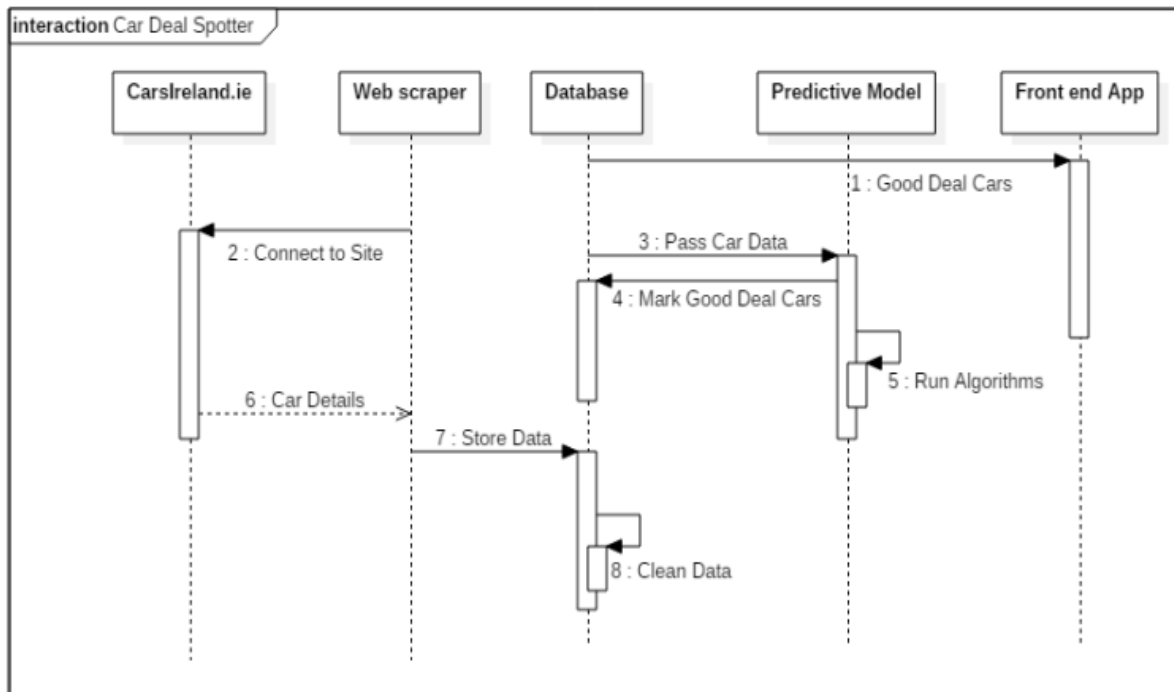 interaction Car Deal Spotter
CarsIreland.ie
Web scraper
Database
Predictive Model
Front end App
1 : Good Deal Cars
2 : Connect to Site
3 : Pass Car Data
4 : Mark Good Deal Cars
5 : Run Algorithms
6 : Car Details
7 : Store Data
8 : Clean Data